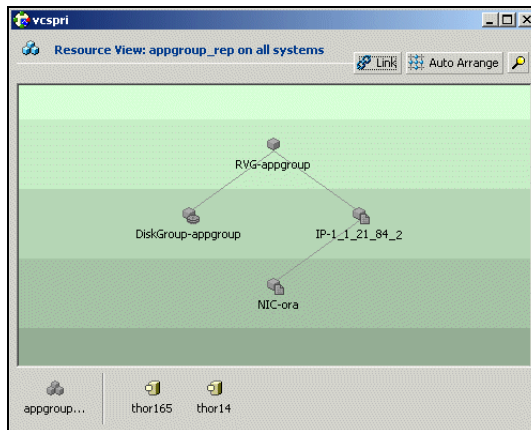 vcspri
Resource View: appgroup_rep on all systems
Link
Auto Arrange
RVG-appgroup
DiskGroup-appgroup
IP-1_1_21_84_2
NIC-ora
appgroup...
thor165
thor14